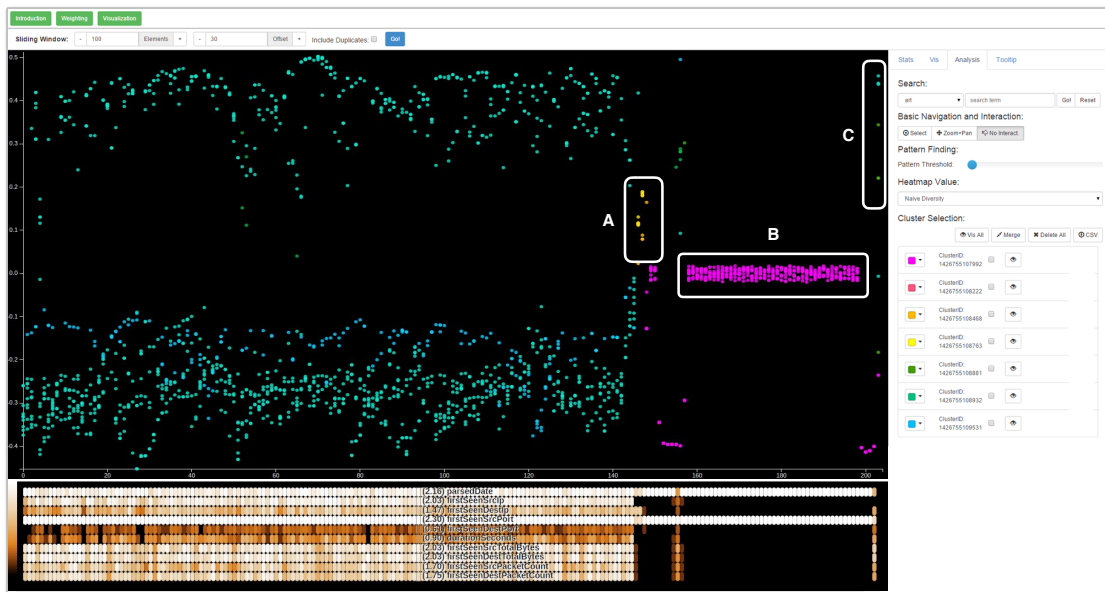 Introduction Weighting Visualization
Sliding Window: - 100 Elements + - 30 Offset + Include Duplicates: Go!
Stats Vis Analysis Tooltip
Search:
art search term Go! Reset
Basic Navigation and Interaction:
Select Zoom+Pan No Interact.
Pattern Finding:
Pattern Threshold:
Heatmap Value:
Naive Diversity
Cluster Selection:
Vis All Merge Delete All CSV
ClusterID:
1426755107992
ClusterID:
1426755108222
ClusterID:
1426755108468
ClusterID:
1426755108763
ClusterID:
1426755108881
ClusterID:
1426755108932
ClusterID:
1426755109531
0.5
0.4
0.3
0.2
0.1
0.0
-0.1
-0.2
-0.3
-0.4
A
B
C
0 20 40 60 80 100 120 140 160 180 200
(2.16) parsedDate
(2.03) firstSeenSrcIp
(1.47) firstSeenDestIp
(2.30) firstSeenSrcPort
firstSeenDestPort
(0.90) durationSeconds
(2.03) firstSeenSrcTotalBytes
(2.03) firstSeenDestTotalBytes
(1.70) firstSeenSrcPacketCount
(1.75) firstSeenDestPacketCount